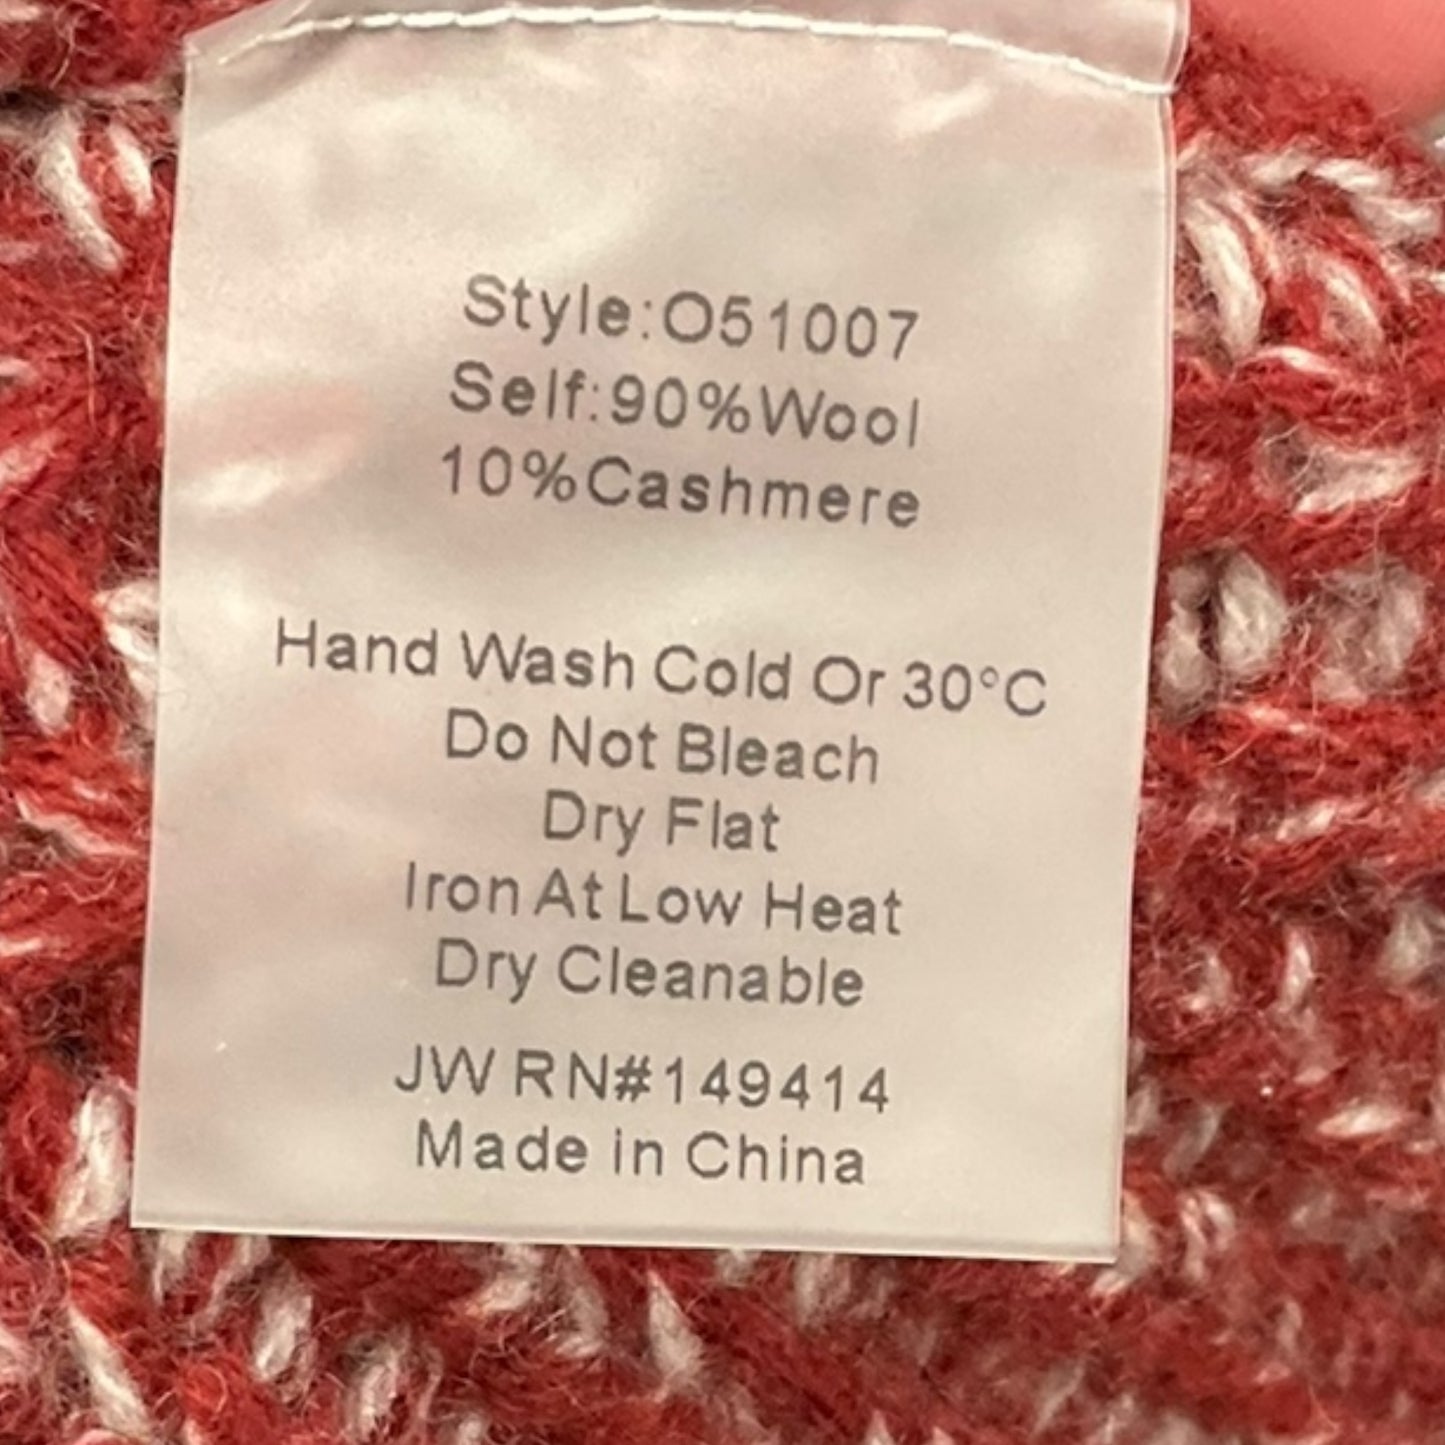 Style:O51007
Self:90%Wool
10%Cashmere
Hand Wash Cold Or 30°C
Do Not Bleach
Dry Flat
Iron At Low Heat
Dry Cleanable
JW RN#149414
Made in China